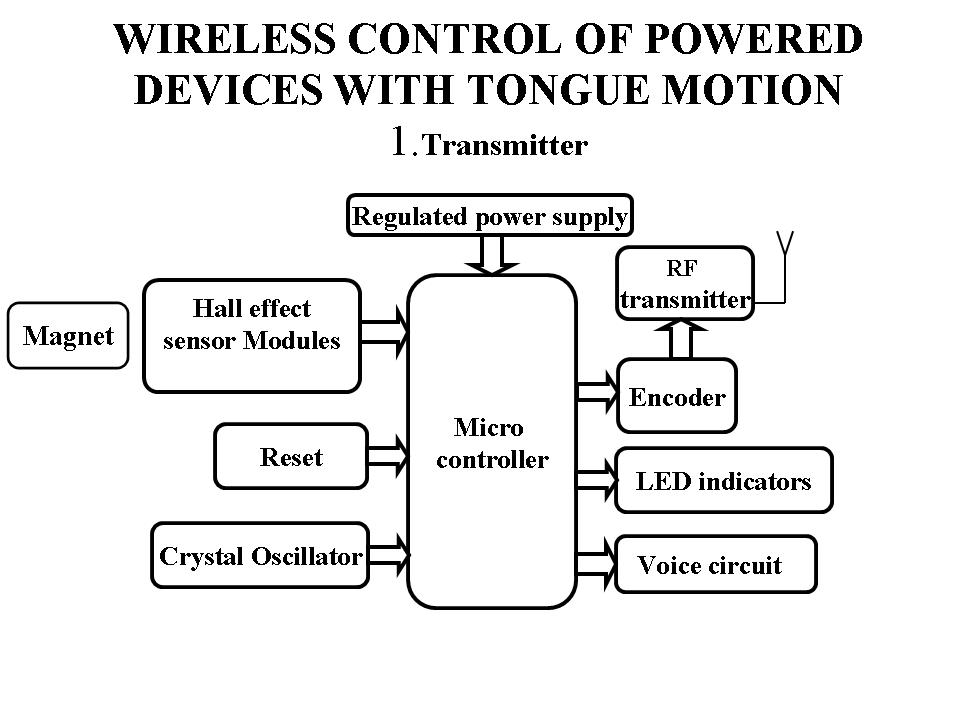 WIRELESS CONTROL OF POWERED
DEVICES WITH TONGUE MOTION
1.Transmitter
Regulated power supply
RF
transmitter
Hall effect
sensor Modules
Magnet
Encoder
Micro
controller
Reset
LED indicators
Crystal Oscillator
Voice circuit